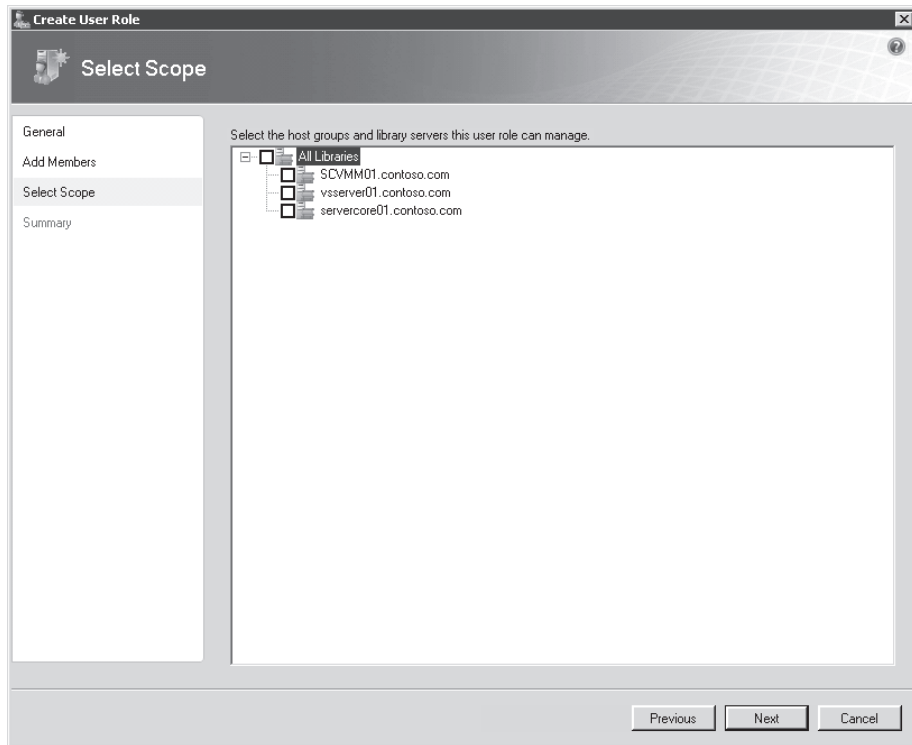 Create User Role
Select Scope
General
Add Members
Select Scope
Summary
Select the host groups and library servers this user role can manage.
All Libraries
SCVMM01.contoso.com
vsserver01.contoso.com
servercore01.contoso.com
Previous
Next
Cancel